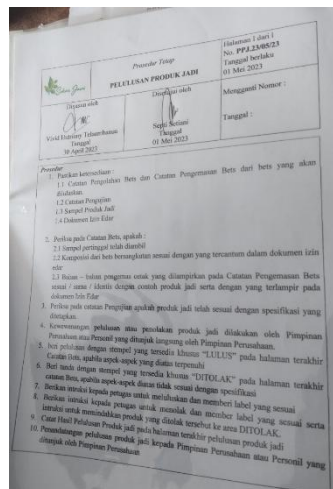 Prosedur Tetap
PELULUSAN PRODUK JADI
Halaman 1 dari 1
No. PPJ.23/05/23
Tanggal berlaku
01 Mei 2023
Disusun oleh
Disetujui oleh
Mengganti Nomor :
Tanggal
30 April 2023
Septi Setiani
Tanggal
01 Mei 2023
Tanggal :
Prosedur
1. Pastikan ketersediaan :
1.1 Catatan Pengolahan Bets dan Catatan Pengemasan Bets dari bets yang akan
diluluskan.
1.2 Catatan Pengujian
1.3 Sampel Produk Jadi
1.4 Dokumen Izin Edar
2. Periksa pada Catatan Bets, apakah :
2.1 Sampel pertinggal telah diambil
2.2 Komposisi dari bets bersangkutan sesuai dengan yang tercantum dalam dokumen izin
edar
2.3 Bahan – bahan pengemas untuk yang dilampirkan pada Catatan Pengemasan Bets
sesuai / sama / identis dengan contoh produk jadi serta dengan yang terlampir pada
dokumen Izin Edar
3. Periksa pada catatan Pengujian apakah produk jadi telah sesuai dengan spesifikasi yang
ditetapkan.
4. Kewewenangan pelulusan atau penolakan produk jadi dilakukan oleh Pimpinan
Perusahaan atau Personil yang ditunjuk langsung oleh Pimpinan Perusahaan.
5. beri pelulusan dengan stempel yang tersedia khusus "LULUS" pada halaman terakhir
Catatan Bets, apabila aspek-aspek yang diatas terpenuhi
6. Beri tanda dengan stempel yang tersedia khusus "DITOLAK" pada halaman terakhir
catatan Bets, apabila aspek-aspek diatas tidak sesuai dengan spesifikasi
7. Berikan intruksi kepada petugas untuk meluluskan dan memberi label yang sesuai
8. Berikan intruksi kepada petugas untuk menolak dan member label yang sesuai serta
intruksi untuk memindahkan produk yang ditolak tersebut ke area DITOLAK.
9. Catat Hasil Pelulusan Produk Jadi pada halaman terakhir pelulusan produk jadi
10. Penandatangan pelulusan produk jadi kepada Pimpinan Perusahaan atau Personil yang
ditunjuk oleh Pimpinan Perusahaan